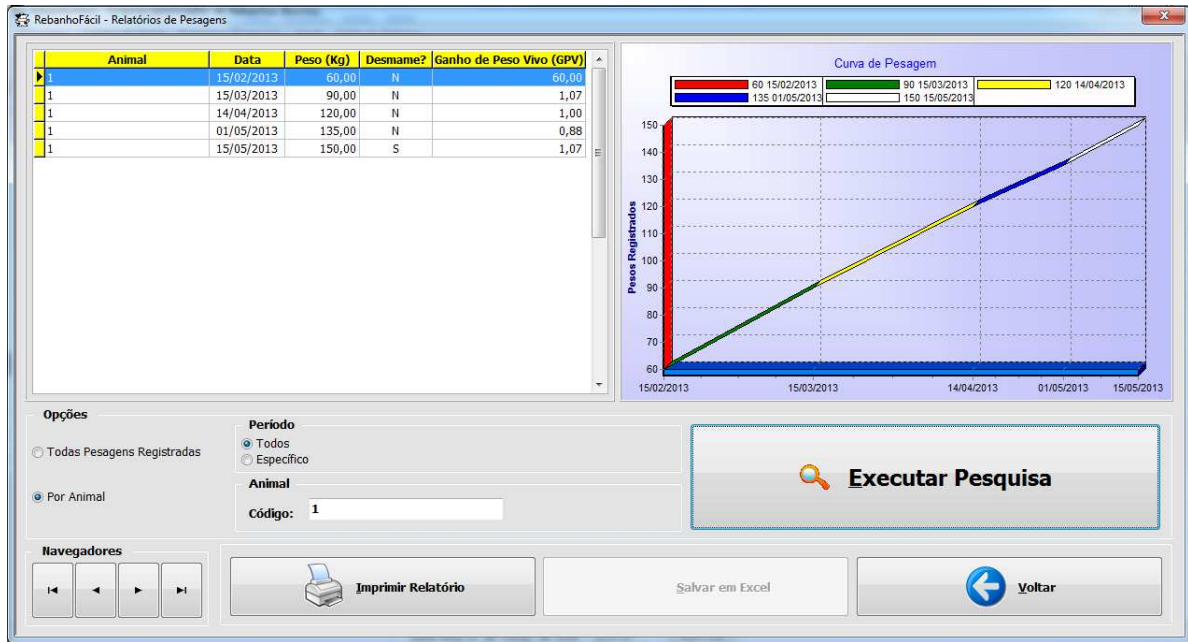 RebanhoFácil - Relatórios de Pesagens
Animal Data Peso (Kg) Desmame? Ganho de Peso Vivo (GPV)
1 15/02/2013 60,00 N 60,00
1 15/03/2013 90,00 N 1,07
1 14/04/2013 120,00 N 1,00
1 01/05/2013 135,00 N 0,88
1 15/05/2013 150,00 S 1,07
Curva de Pesagem
60 15/02/2013 90 15/03/2013 120 14/04/2013
135 01/05/2013 150 15/05/2013
Pesos Registrados
150
140
130
120
110
100
90
80
70
60
15/02/2013 15/03/2013 14/04/2013 01/05/2013 15/05/2013
Opções
Todas Pesagens Registradas
Por Animal
Período
Todos
Específico
Animal
Código: 1
Executar Pesquisa
Navegadores
Imprimir Relatório
Salvar em Excel
Voltar